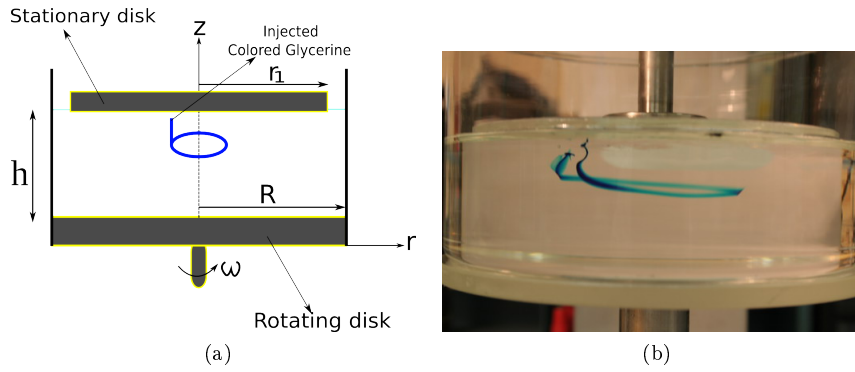 Stationary disk
z
Injected
Colored Glycerine
r1
h
R
r
ω
Rotating disk
(a)
(b)